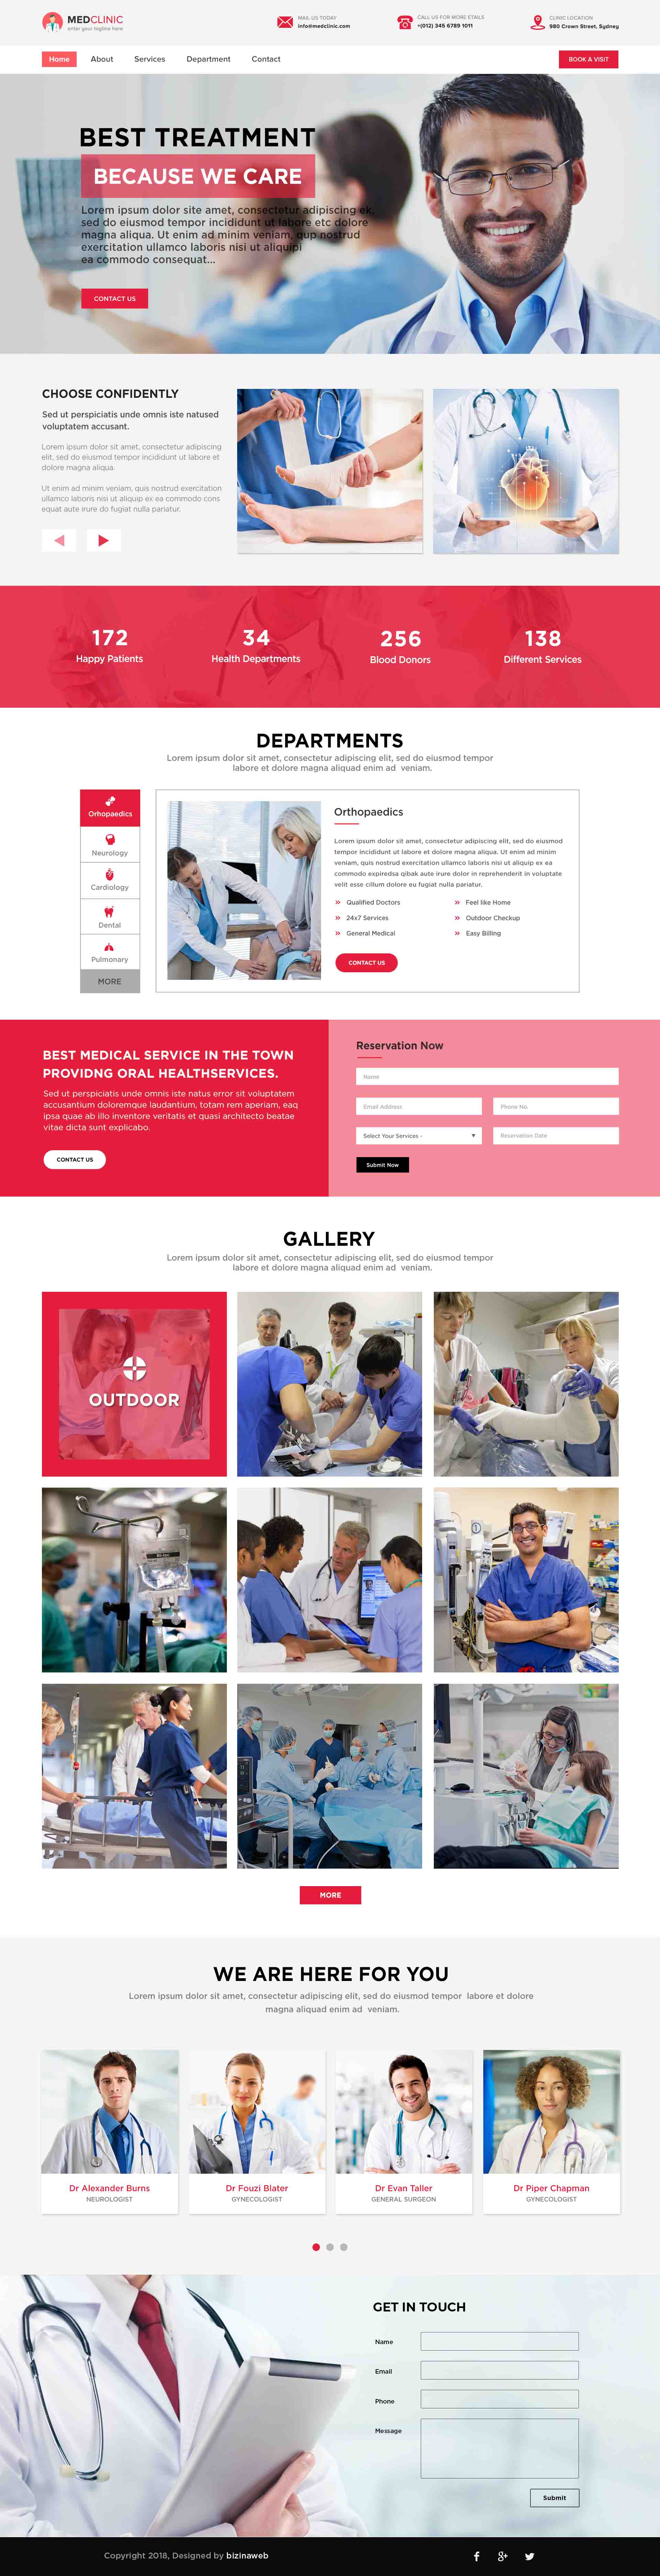 MEDCLINIC
enter your tagline here
MAIL US TODAY
info@medclinic.com
CALL US FOR MORE ETAILS
+(012) 345 6789 1011
CLINIC LOCATION
980 Crown Street, Sydney
Home
About
Services
Department
Contact
BOOK A VISIT
BEST TREATMENT
BECAUSE WE CARE
Lorem ipsum dolor site amet, consectetur adipiscing ek,
sed do eiusmod tempor incididunt ut labore etc dolore
magna aliqua. Ut enim ad minim veniam, qup nostrud
exercitation ullamco laboris nisi ut aliquipi
ea commodo consequat...
CONTACT US
CHOOSE CONFIDENTLY
Sed ut perspiciatis unde omnis iste natused
voluptatem accusant.
Lorem ipsum dolor sit amet, consectetur adipiscing
elit, sed do eiusmod tempor incididunt ut labore et
dolore magna aliqua.
Ut enim ad minim veniam, quis nostrud exercitation
ullamco laboris nisi ut aliquip ex ea commodo cons
equat aute irure do fugiat nulla pariatur.
172
Happy Patients
34
Health Departments
256
Blood Donors
138
Different Services
DEPARTMENTS
Lorem ipsum dolor sit amet, consectetur adipiscing elit, sed do eiusmod tempor
labore et dolore magna aliquad enim ad veniam.
Orhopaedics
Neurology
Cardiology
Dental
Pulmonary
MORE
Orthopaedics
Lorem ipsum dolor sit amet, consectetur adipiscing elit, sed do eiusmod
tempor incididunt ut labore et dolore magna aliqua. Ut enim ad minim
veniam, quis nostrud exercitation ullamco laboris nisi ut aliquip ex ea
commodo expiredsa qibak aute irure dolor in reprehenderit in voluptate
velit esse cillum dolore eu fugiat nulla pariatur.
Qualified Doctors
Feel like Home
24x7 Services
Outdoor Checkup
General Medical
Easy Billing
CONTACT US
BEST MEDICAL SERVICE IN THE TOWN
PROVIDNG ORAL HEALTHSERVICES.
Sed ut perspiciatis unde omnis iste natus error sit voluptatem
accusantium doloremque laudantium, totam rem aperiam, eaq
ipsa quae ab illo inventore veritatis et quasi architecto beatae
vitae dicta sunt explicabo.
CONTACT US
Reservation Now
Name
Email Address
Phone No.
Select Your Services -
Reservation Date
Submit Now
GALLERY
Lorem ipsum dolor sit amet, consectetur adipiscing elit, sed do eiusmod tempor
labore et dolore magna aliquad enim ad veniam.
OUTDOOR
MORE
WE ARE HERE FOR YOU
Lorem ipsum dolor sit amet, consectetur adipiscing elit, sed do eiusmod tempor labore et dolore
magna aliquad enim ad veniam.
Dr Alexander Burns
NEUROLOGIST
Dr Fouzi Blater
GYNECOLOGIST
Dr Evan Taller
GENERAL SURGEON
Dr Piper Chapman
GYNECOLOGIST
GET IN TOUCH
Name
Email
Phone
Message
Submit
Copyright 2018, Designed by bizinaweb